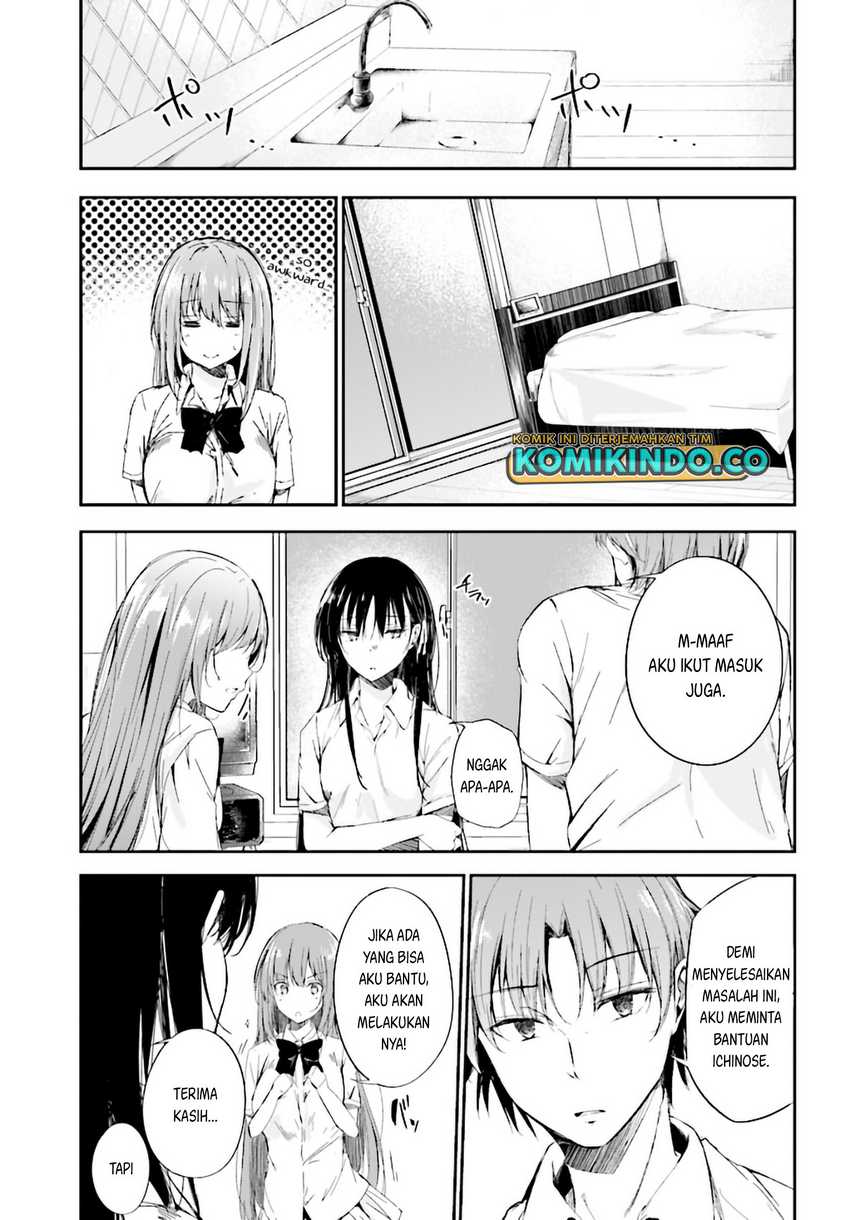 ポ
ポ
so
awkward
KOMIK INI DITERJEMAHKAN TIM
KOMIKINDO.CO
M-MAAF
AKU IKUT MASUK
JUGA.
NGGAK
APA-APA.
DEMI
MENYELESAIKAN
MASALAH INI,
AKU MEMINTA
BANTUAN
ICHINOSE.
JIKA ADA
YANG BISA
AKU BANTU,
AKU AKAN
MELAKUKAN
NYA!
TERIMA
KASIH...
TAPI